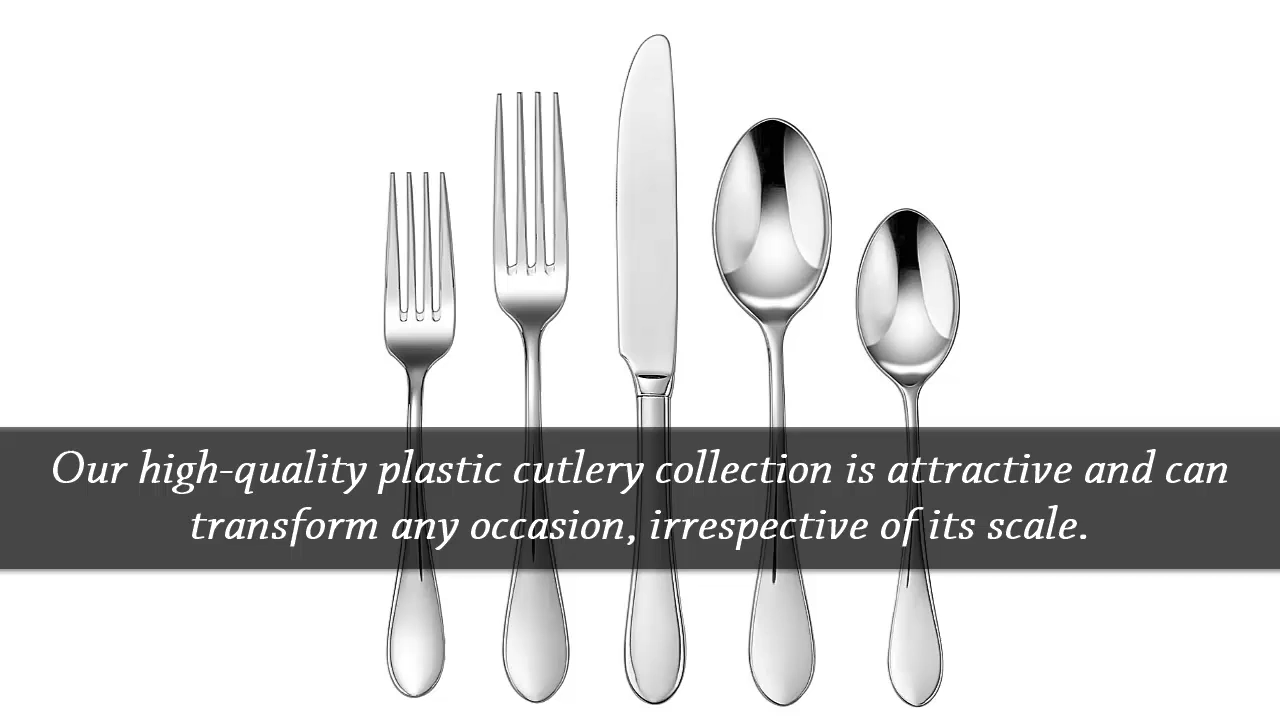 Our high-quality plastic cutlery collection is attractive and can
transform any occasion, irrespective of its scale.